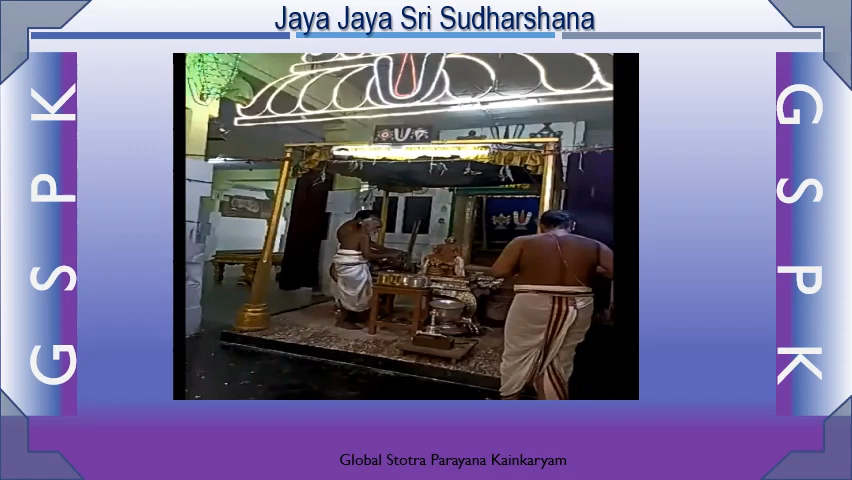 Jaya Jaya Sri Sudharshana
G S P K
G S P K
Global Stotra Parayana Kainkaryam